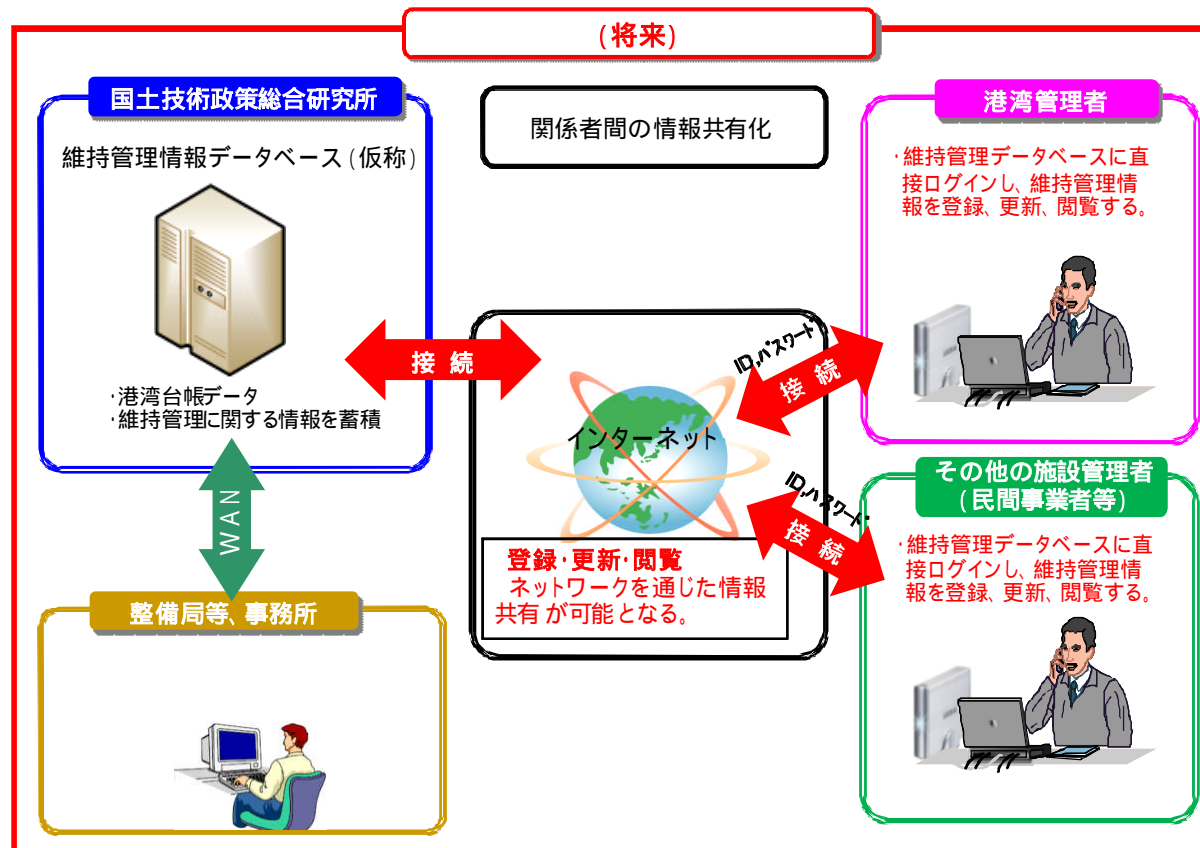 (将来)
国土技術政策総合研究所
維持管理情報データベース(仮称)
・港湾台帳データ
・維持管理に関する情報を蓄積
WAN
整備局等、事務所
関係者間の情報共有化
接続
インターネット
登録・更新・閲覧
ネットワークを通じた情報
共有が可能となる。
ID,パスワード
接続
ID,パスワード
接続
港湾管理者
・維持管理データベースに直
接ログインし、維持管理情
報を登録、更新、閲覧する。
その他の施設管理者
(民間事業者等)
・維持管理データベースに直
接ログインし、維持管理情
報を登録、更新、閲覧する。